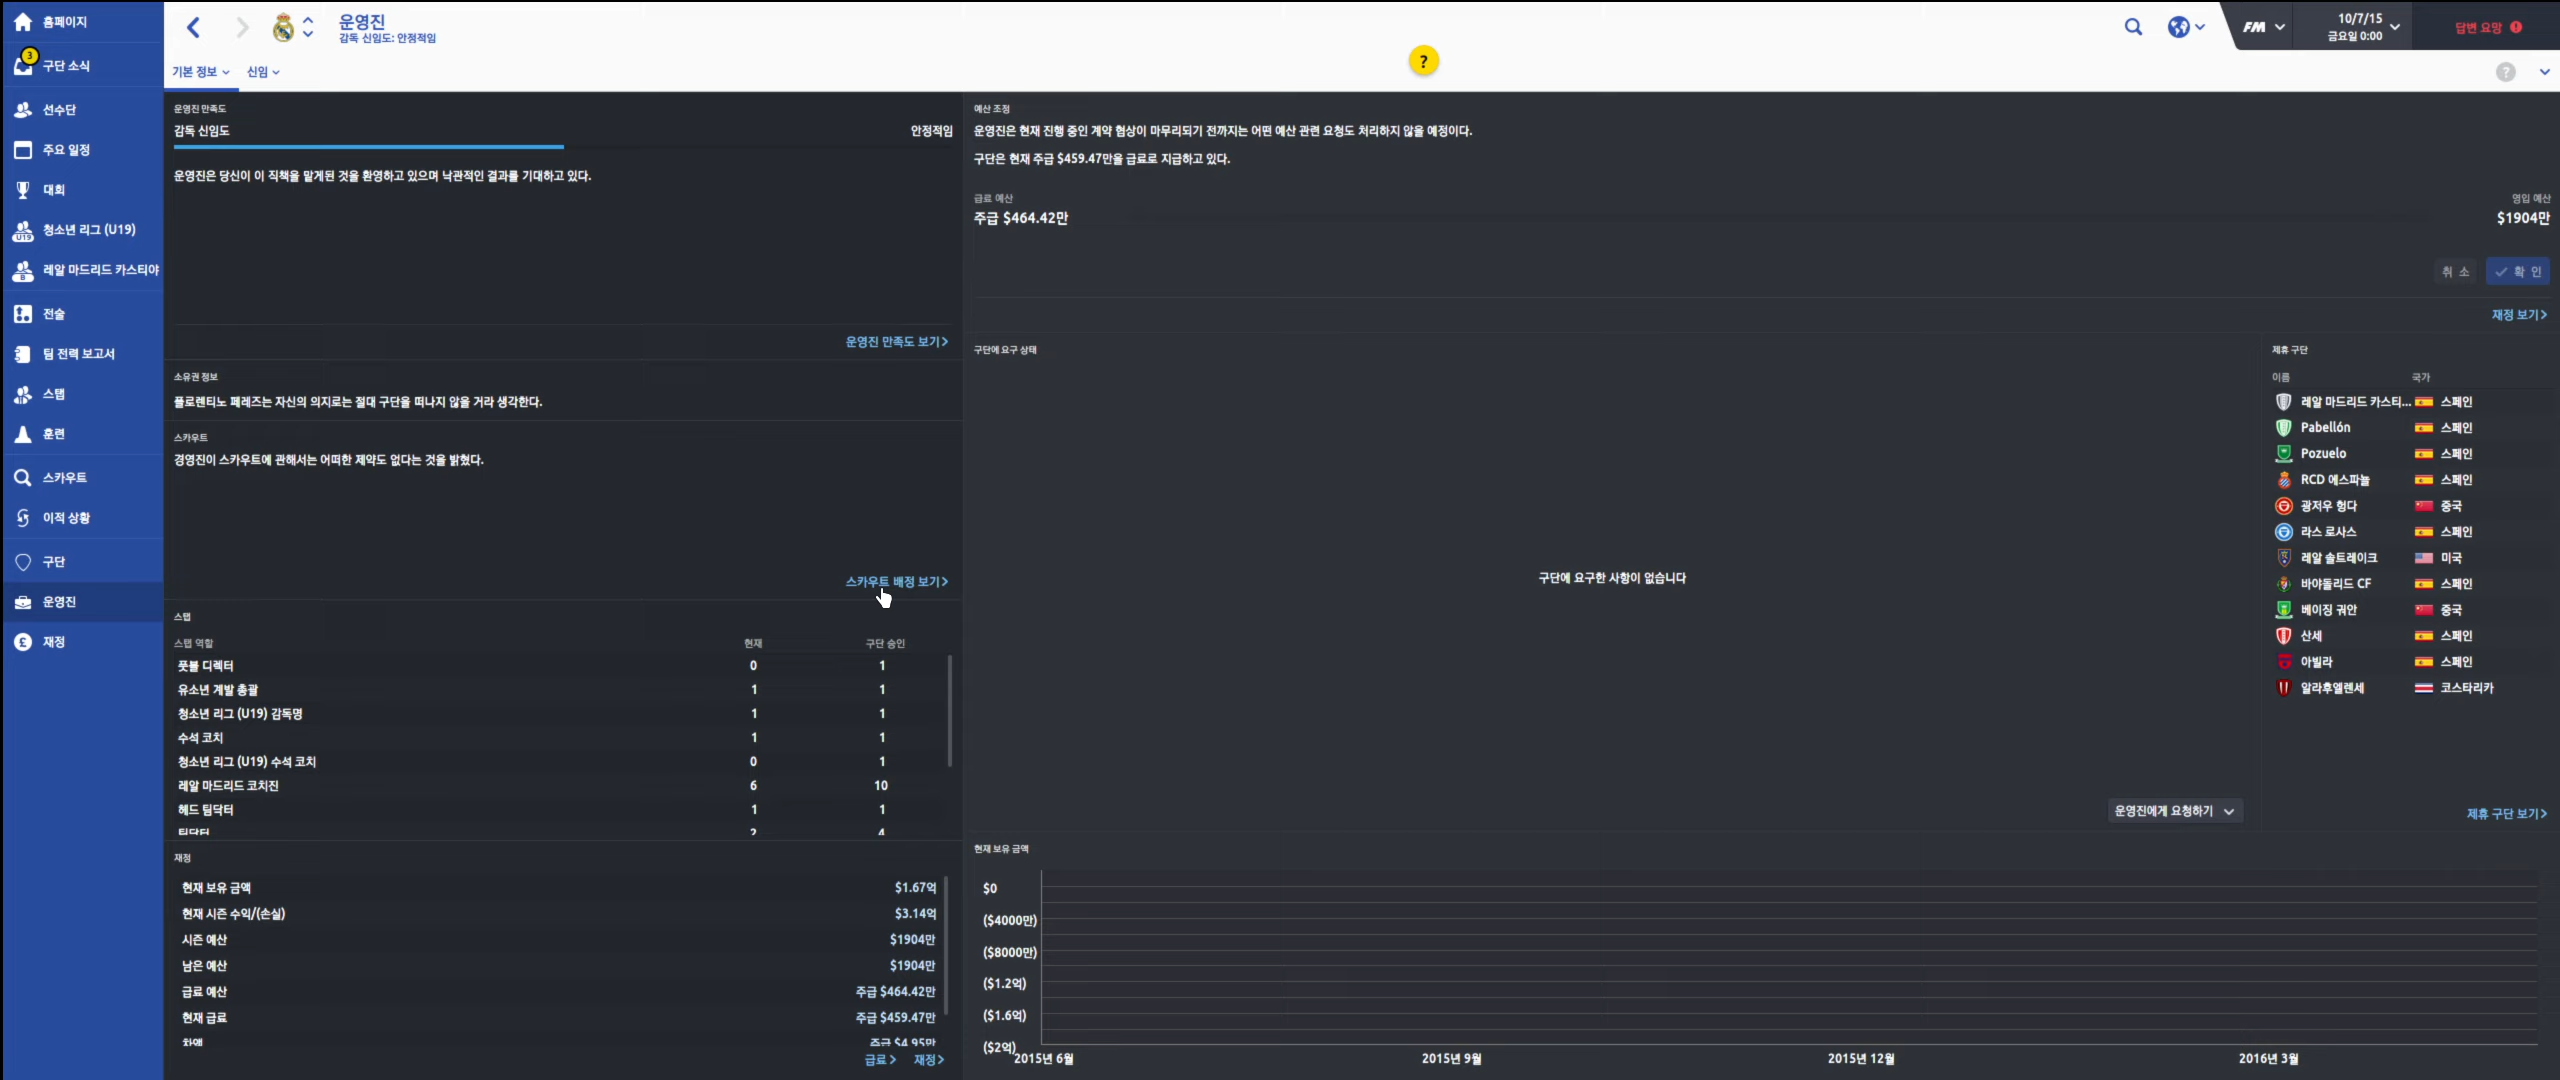 홈페이지
3
구단 소식
선수단
주요 일정
대회
U19
청소년 리그 (U19)
B
레알 마드리드 카스티야
전술
팀 전력 보고서
스탭
훈련
스카우트
이적 상황
구단
운영진
£
재정
운영진
감독 신임도: 안정적임
FM
10/7/15
금요일 0:00
답변 요망
기본 정보
신임
?
?
운영진 만족도
감독 신임도
안정적임
운영진은 당신이 이 직책을 맡게된 것을 환영하고 있으며 낙관적인 결과를 기대하고 있다.
운영진 만족도 보기>
소유권 정보
플로렌티노 페레즈는 자신의 의지로는 절대 구단을 떠나지 않을 거라 생각한다.
스카우트
경영진이 스카우트에 관해서는 어떠한 제약도 없다는 것을 밝혔다.
스카우트 배정 보기>
스탭
스탭 역할 현재 구단 승인
풋볼 디렉터 0 1
유소년 계발 총괄 1 1
청소년 리그 (U19) 감독명 1 1
수석 코치 1 1
청소년 리그 (U19) 수석 코치 0 1
레알 마드리드 코치진 6 10
헤드 팀닥터 1 1
팀닥터 2 4
재정
현재 보유 금액 $1.67억
현재 시즌 수익/(손실) $3.14억
시즌 예산 $1904만
남은 예산 $1904만
급료 예산 주급 $464.42만
현재 급료 주급 $459.47만
차액 주급 $4.95만
급료> 재정>
예산 조정
운영진은 현재 진행 중인 계약 협상이 마무리되기 전까지는 어떤 예산 관련 요청도 처리하지 않을 예정이다.
구단은 현재 주급 $459.47만을 급료로 지급하고 있다.
급료 예산 영입 예산
주급 $464.42만 $1904만
취소 확인
재정 보기>
구단에 요구 상태
구단에 요구한 사항이 없습니다
운영진에게 요청하기
제휴 구단
이름 국가
레알 마드리드 카스티... 스페인
Pabellón 스페인
Pozuelo 스페인
RCD 에스파뇰 스페인
광저우 헝다 중국
라스 로사스 스페인
레알 솔트레이크 미국
바야돌리드 CF 스페인
베이징 궈안 중국
산세 스페인
아빌라 스페인
알라후엘렌세 코스타리카
제휴 구단 보기>
현재 보유 금액
$0
($4000만)
($8000만)
($1.2억)
($1.6억)
($2억)
2015년 6월 2015년 9월 2015년 12월 2016년 3월